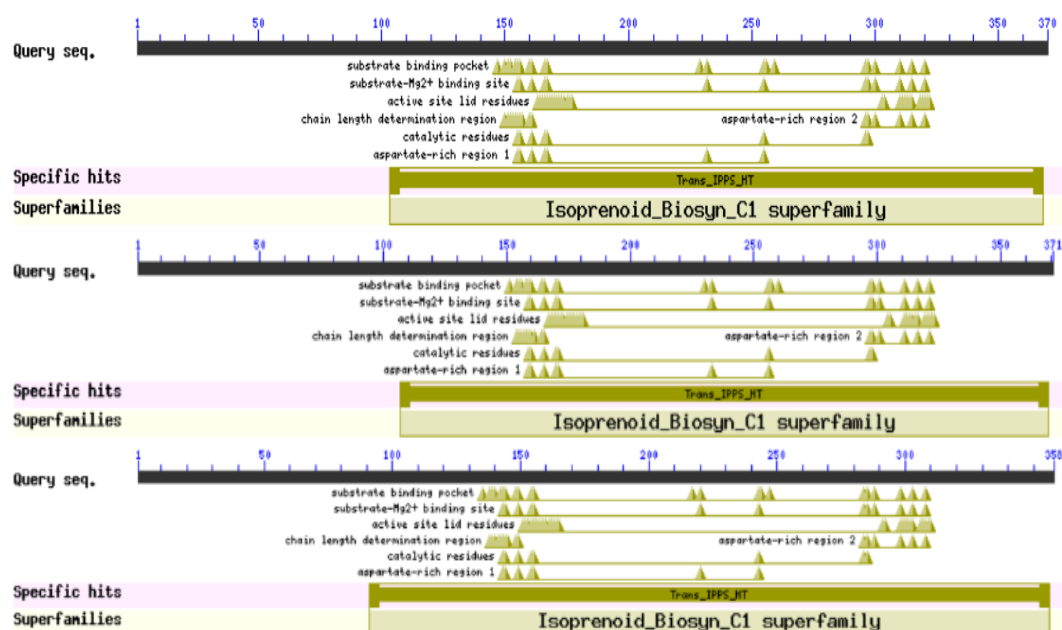 1 50 100 150 200 250 300 350 370
Query seq.
substrate binding pocket
substrate-Mg2+ binding site
active site lid residues
chain length determination region aspartate-rich region 2
catalytic residues
aspartate-rich region 1
Specific hits Trans_IPPS_HT
Superfamilies Isoprenoid_Biosyn_C1 superfamily
1 50 100 150 200 250 300 350 371
Query seq.
substrate binding pocket
substrate-Mg2+ binding site
active site lid residues
chain length determination region aspartate-rich region 2
catalytic residues
aspartate-rich region 1
Specific hits Trans_IPPS_HT
Superfamilies Isoprenoid_Biosyn_C1 superfamily
1 50 100 150 200 250 300 350
Query seq.
substrate binding pocket
substrate-Mg2+ binding site
active site lid residues
chain length determination region aspartate-rich region 2
catalytic residues
aspartate-rich region 1
Specific hits Trans_IPPS_HT
Superfamilies Isoprenoid_Biosyn_C1 superfamily